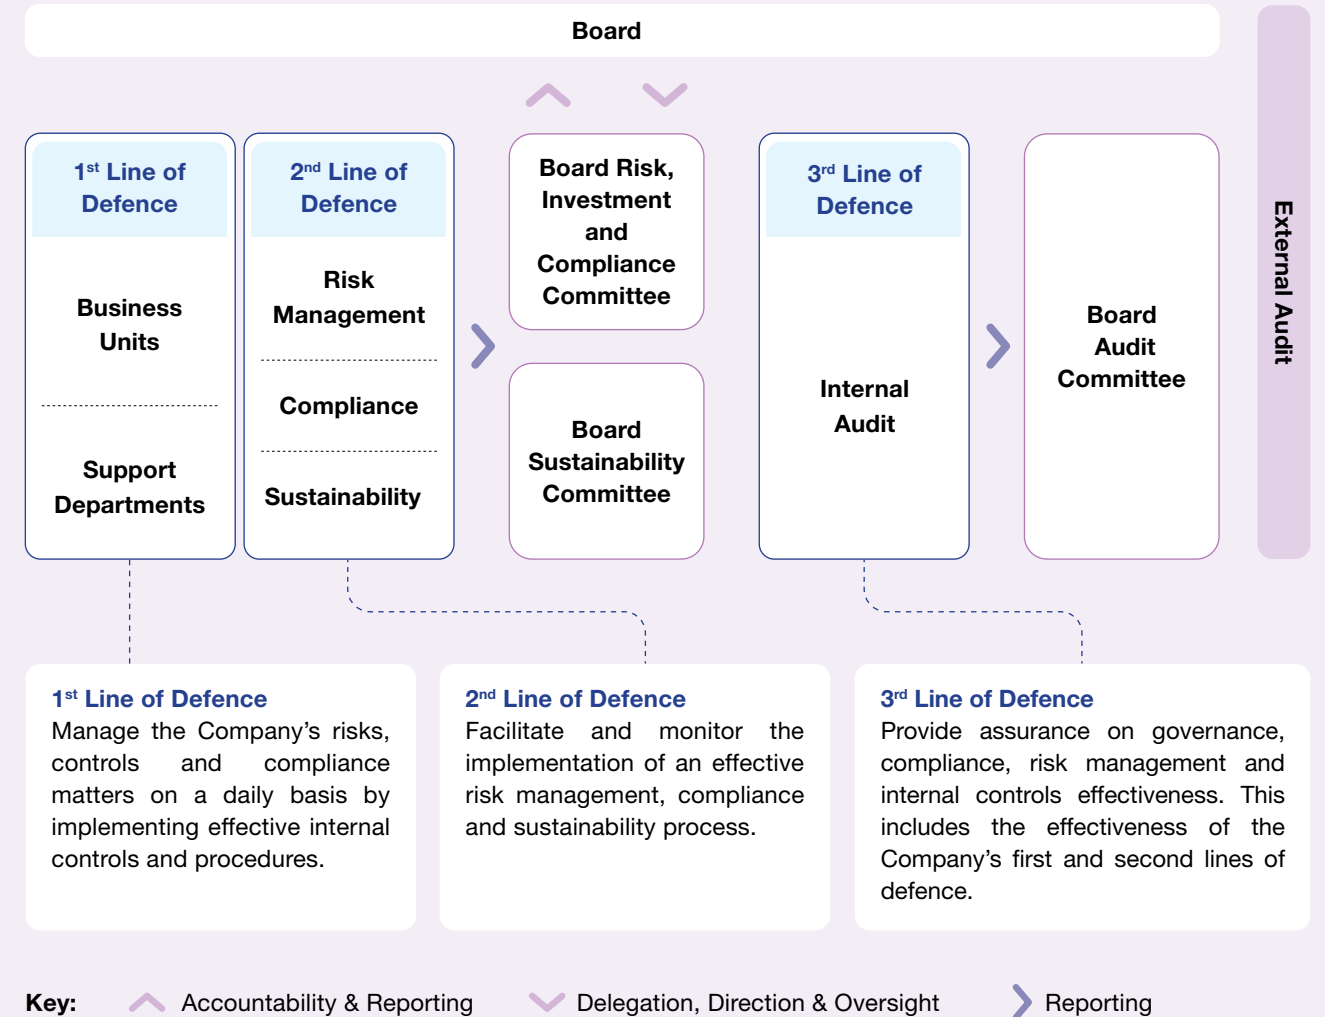 Board
1st Line of
Defence
Business
Units
Support
Departments
2nd Line of
Defence
Risk
Management
Compliance
Sustainability
Board Risk,
Investment
and
Compliance
Committee
Board
Sustainability
Committee
3rd Line of
Defence
Internal
Audit
Board
Audit
Committee
External Audit
1st Line of Defence
Manage the Company’s risks,
controls and compliance
matters on a daily basis by
implementing effective internal
controls and procedures.
2nd Line of Defence
Facilitate and monitor the
implementation of an effective
risk management, compliance
and sustainability process.
3rd Line of Defence
Provide assurance on governance,
compliance, risk management and
internal controls effectiveness. This
includes the effectiveness of the
Company’s first and second lines of
defence.
Key: Accountability & Reporting Delegation, Direction & Oversight Reporting